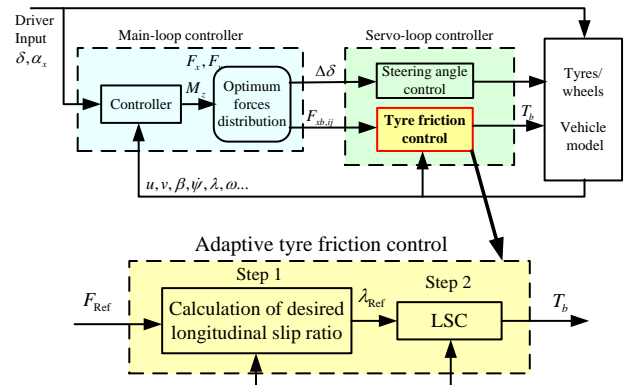 Driver
Input
δ, α_x
Main-loop controller
Servo-loop controller
F_x, F
M_z
Controller
Optimum
forces
distribution
Δδ
F_{xb,ij}
Steering angle
control
Tyre friction
control
T_b
Tyres/
wheels
Vehicle
model
u, v, β, ψ̇, λ, ω...
Adaptive tyre friction control
Step 1
Step 2
F_Ref
Calculation of desired
longitudinal slip ratio
λ_Ref
LSC
T_b